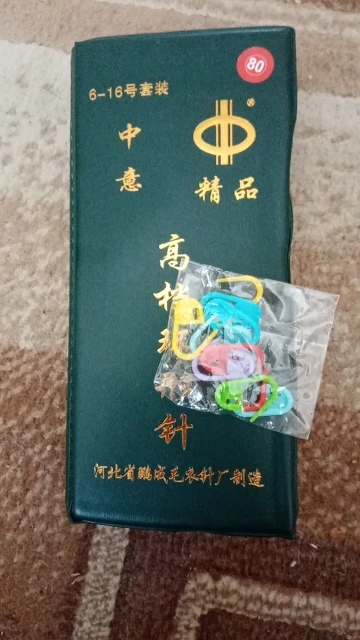 80
6-16号套装
®
中意
精品
高
针
河北省鹏成毛衣针厂制造